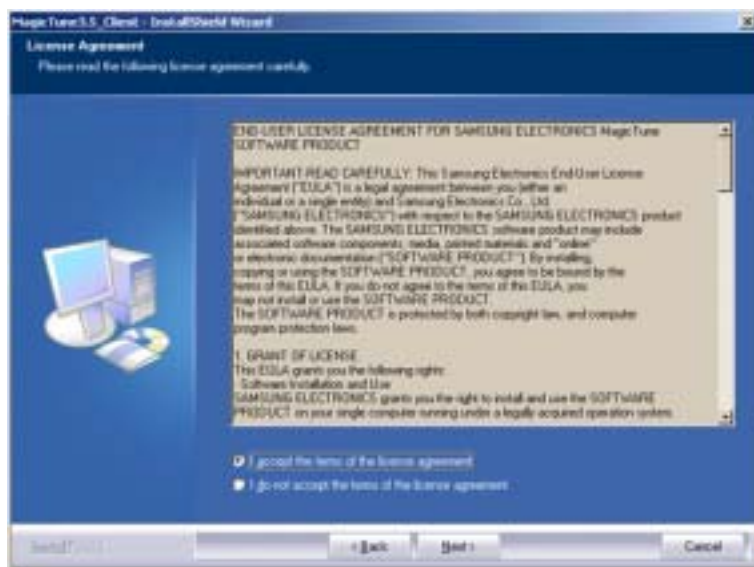 MagicTune3.5_Client - InstallShield Wizard
License Agreement
Please read the following license agreement carefully.
END-USER LICENSE AGREEMENT FOR SAMSUNG ELECTRONICS MagicTune
SOFTWARE PRODUCT
IMPORTANT-READ CAREFULLY: This Samsung Electronics End-User License
Agreement ("EULA") is a legal agreement between you (either an
individual or a single entity) and Samsung Electronics Co., Ltd.
("SAMSUNG ELECTRONICS") with respect to the SAMSUNG ELECTRONICS product
identified above. The SAMSUNG ELECTRONICS software product may include
associated software components, media, printed materials and "online"
or electronic documentation ("SOFTWARE PRODUCT"). By installing,
copying or using the SOFTWARE PRODUCT, you agree to be bound by the
terms of this EULA. If you do not agree to the terms of this EULA, you
may not install or use the SOFTWARE PRODUCT.
The SOFTWARE PRODUCT is protected by both copyright law, and computer
program protection laws.
1. GRANT OF LICENSE
This EULA grants you the following rights:
Software Installation and Use
SAMSUNG ELECTRONICS grants you the right to install and use the SOFTWARE
PRODUCT on your single computer running under a legally acquired operation system.
I accept the terms of the license agreement
I do not accept the terms of the license agreement
InstallShield
< Back
Next >
Cancel